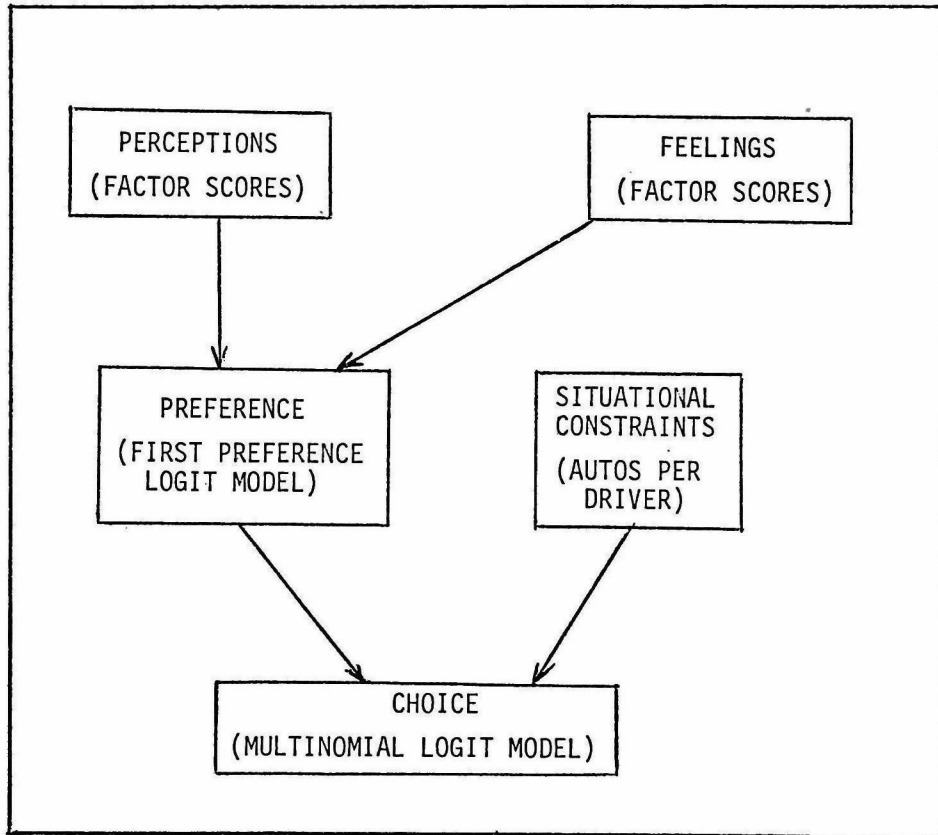 PERCEPTIONS
(FACTOR SCORES)
FEELINGS
(FACTOR SCORES)
PREFERENCE
(FIRST PREFERENCE
LOGIT MODEL)
SITUATIONAL
CONSTRAINTS
(AUTOS PER
DRIVER)
CHOICE
(MULTINOMIAL LOGIT MODEL)